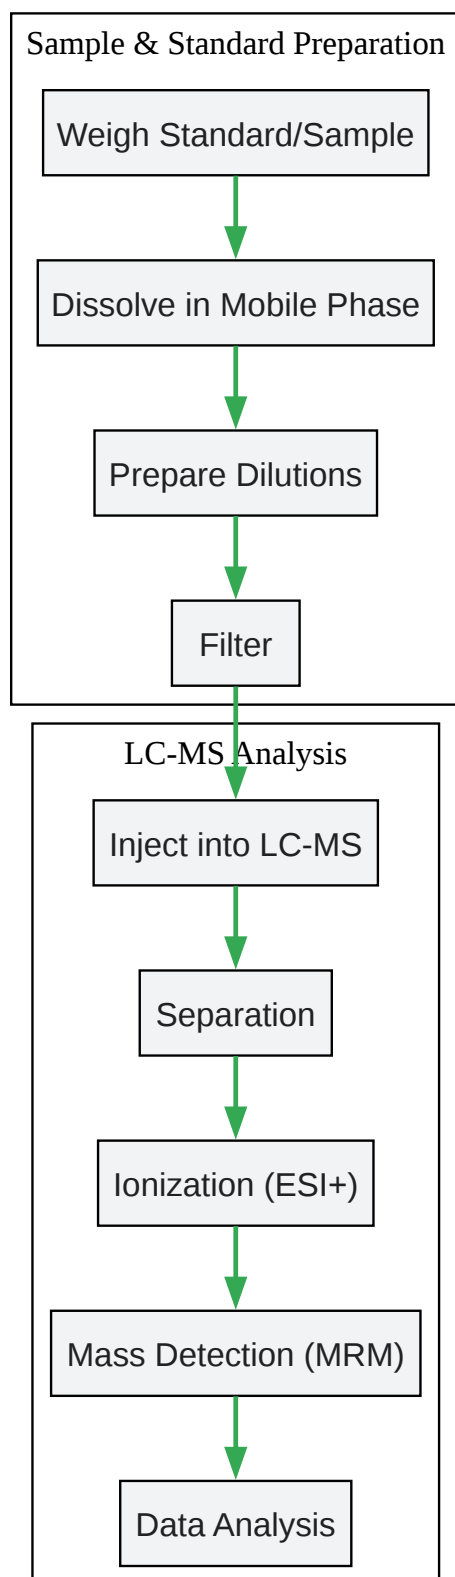 Sample & Standard Preparation
Weigh Standard/Sample
Dissolve in Mobile Phase
Prepare Dilutions
Filter
LC-MS Analysis
Inject into LC-MS
Separation
Ionization (ESI+)
Mass Detection (MRM)
Data Analysis